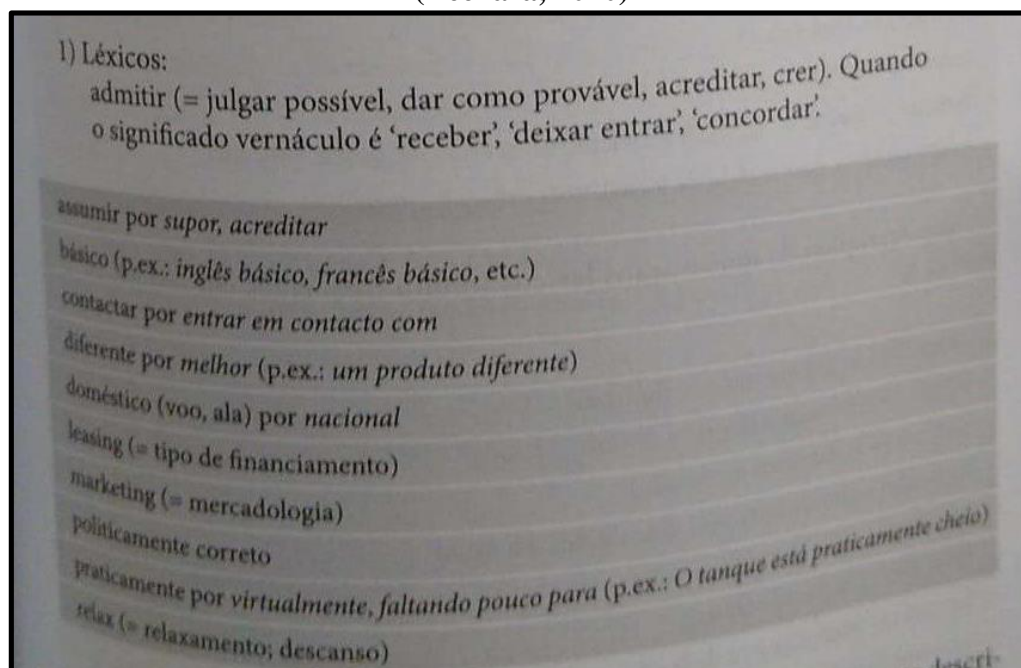 1) Léxicos:
admitir (= julgar possível, dar como provável, acreditar, crer). Quando
o significado vernáculo é ‘receber’, ‘deixar entrar’, ‘concordar’.
assumir por supor, acreditar
básico (p.ex.: inglês básico, francês básico, etc.)
contactar por entrar em contacto com
diferente por melhor (p.ex.: um produto diferente)
doméstico (voo, ala) por nacional
leasing (= tipo de financiamento)
marketing (= mercadologia)
politicamente correto
praticamente por virtualmente, faltando pouco para (p.ex.: O tanque está praticamente cheio)
relax (= relaxamento; descanso)